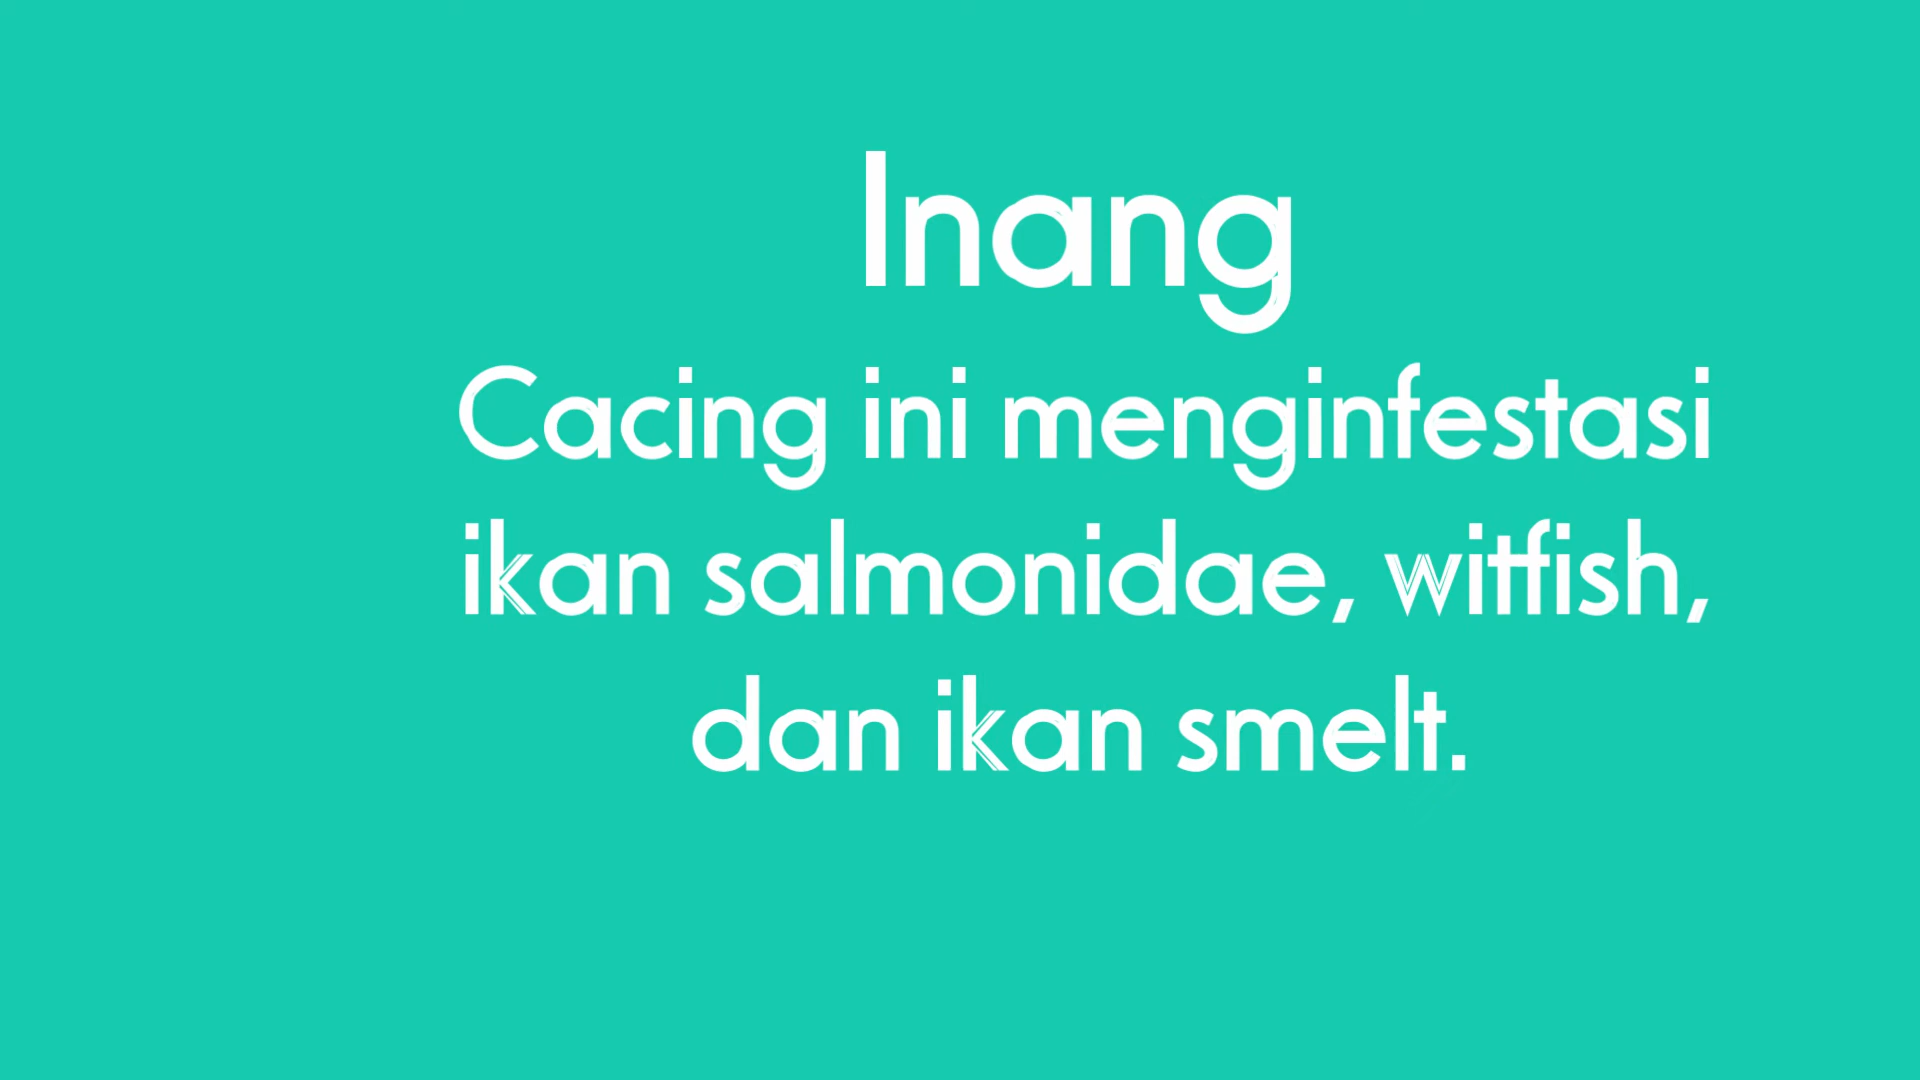 Inang
Cacing ini menginfestasi
ikan salmonidae, witfish,
dan ikan smelt.